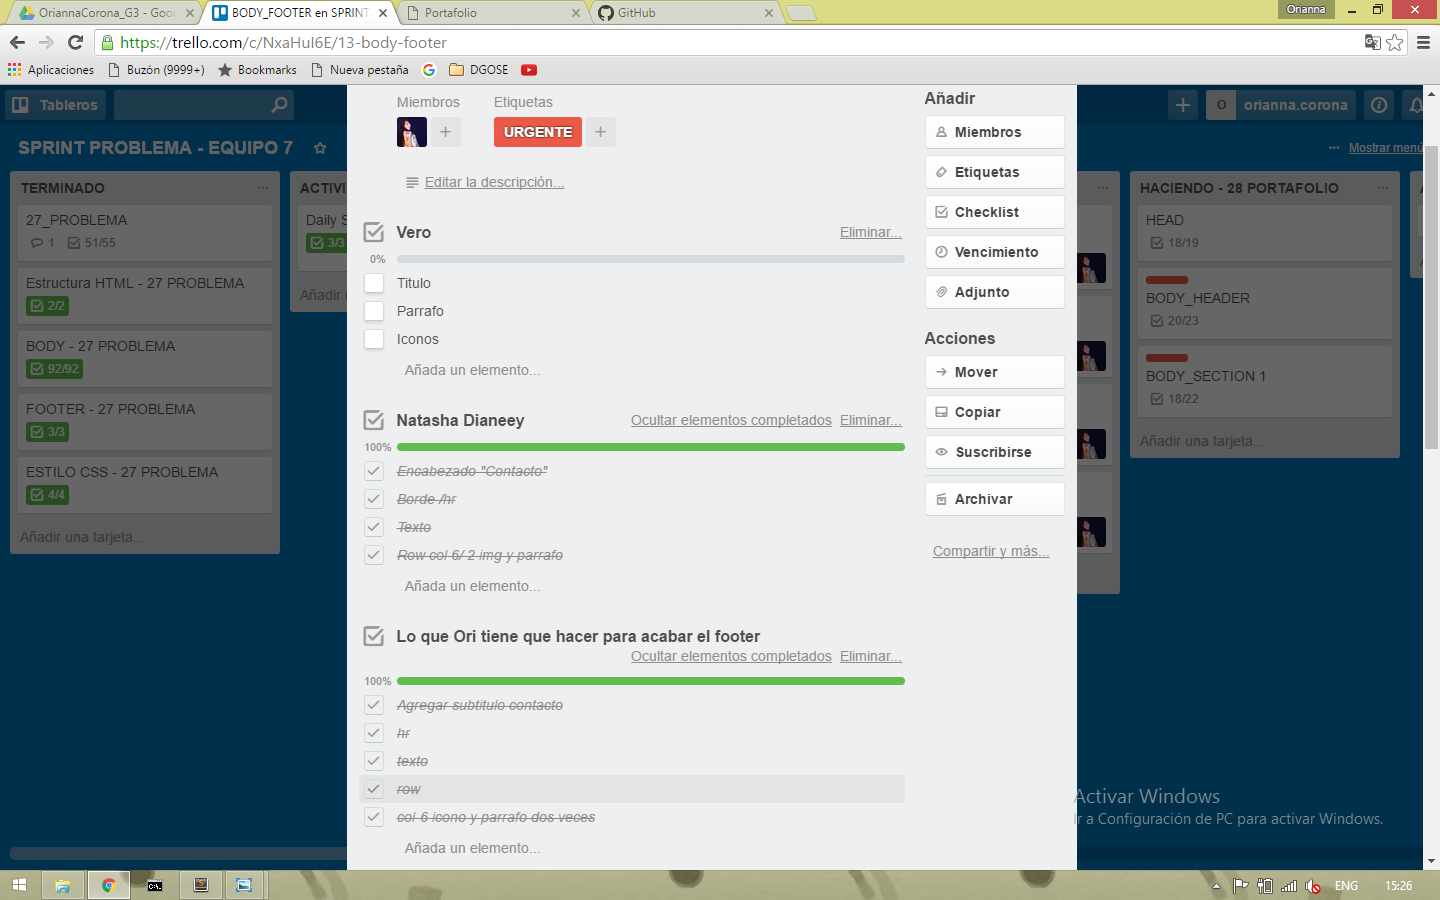 OriannaCorona_G3 - Goog
BODY_FOOTER en SPRINT
Portafolio
GitHub
Orianna
https://trello.com/c/NxaHuI6E/13-body-footer
Aplicaciones
Buzón (9999+)
Bookmarks
Nueva pestaña
DGOSE
Tableros
O
orianna.corona
SPRINT PROBLEMA - EQUIPO 7
Mostrar menú
TERMINADO
27_PROBLEMA
1 51/55
Estructura HTML - 27 PROBLEMA
2/2
BODY - 27 PROBLEMA
92/92
FOOTER - 27 PROBLEMA
3/3
ESTILO CSS - 27 PROBLEMA
4/4
Añadir una tarjeta...
ACTIVI
Daily S
3/3
Añadir u
Miembros
Etiquetas
URGENTE
Editar la descripción...
Vero
Eliminar...
0%
Titulo
Parrafo
Iconos
Añada un elemento...
Natasha Dianeey
Ocultar elementos completados Eliminar...
100%
Encabezado "Contacto"
Borde /hr
Texto
Row col 6/ 2 img y parrafo
Añada un elemento...
Lo que Ori tiene que hacer para acabar el footer
Ocultar elementos completados Eliminar...
100%
Agregar subtitulo contacto
hr
texto
row
col-6 icono y parrafo dos veces
Añada un elemento...
Añadir
Miembros
Etiquetas
Checklist
Vencimiento
Adjunto
Acciones
Mover
Copiar
Suscribirse
Archivar
Compartir y más...
HACIENDO - 28 PORTAFOLIO
HEAD
18/19
BODY_HEADER
20/23
BODY_SECTION 1
18/22
Añadir una tarjeta...
Activar Windows
Ir a Configuración de PC para activar Windows.
ENG
15:26